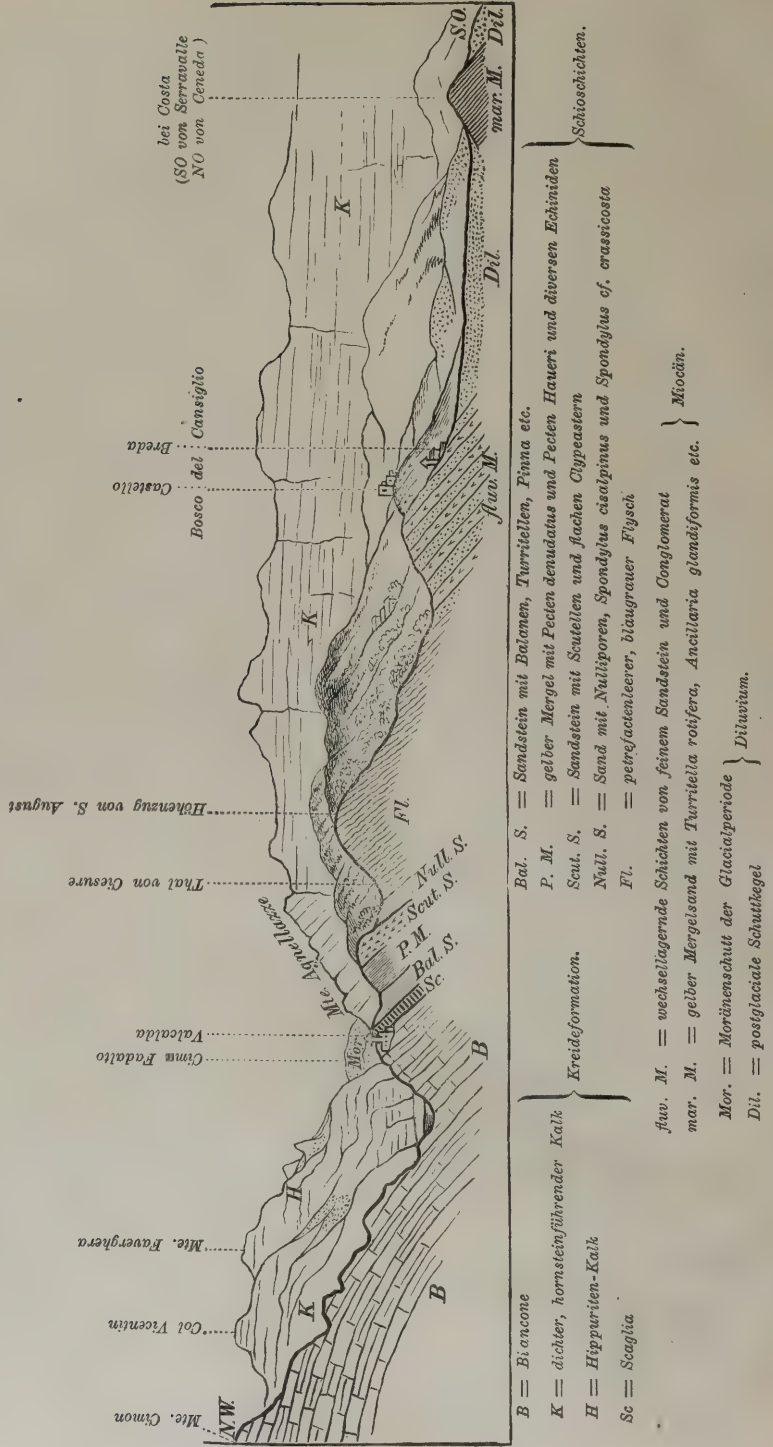 bei Costa
(SO von Serravalle
NO von Ceneda )
Bosco del Cansiglio
Mte. Cimon
Col Vicentin
Mte. Faverghera
Cima Fadalto
Valcalda
Mte. Agnellazze
Thal von Ciesure
Höhenzug von S. August
Castello
Breda
N.W.
S.O.
K
H
Mor.
K
K
B
B
Sc.
Bal. S.
P. M.
Scut. S.
Null. S.
Fl.
fluv. M.
Dil.
mar. M.
Dil.
B = Biancone
K = dichter, hornsteinführender Kalk
H = Hippuriten-Kalk
Sc = Scaglia
Kreideformation.
Bal. S. = Sandstein mit Balanen, Turritellen, Pinna etc.
P. M. = gelber Mergel mit Pecten denudatus und Pecten Haueri und diversen Echiniden
Scut. S. = Sandstein mit Scutellen und flachen Clypeastern
Null. S. = Sand mit Nulliporen, Spondylus cisalpinus und Spondylus cf. crassicosta
Fl. = petrefactenleerer, blaugrauer Flysch
Schioschichten.
fluv. M. = wechsellagernde Schichten von feinem Sandstein und Conglomerat
mar. M. = gelber Mergelsand mit Turritella rotifera, Ancillaria glandiformis etc.
Miocän.
Mor. = Moränenschutt der Glacialperiode
Dil. = postglaciale Schuttkegel
Diluvium.